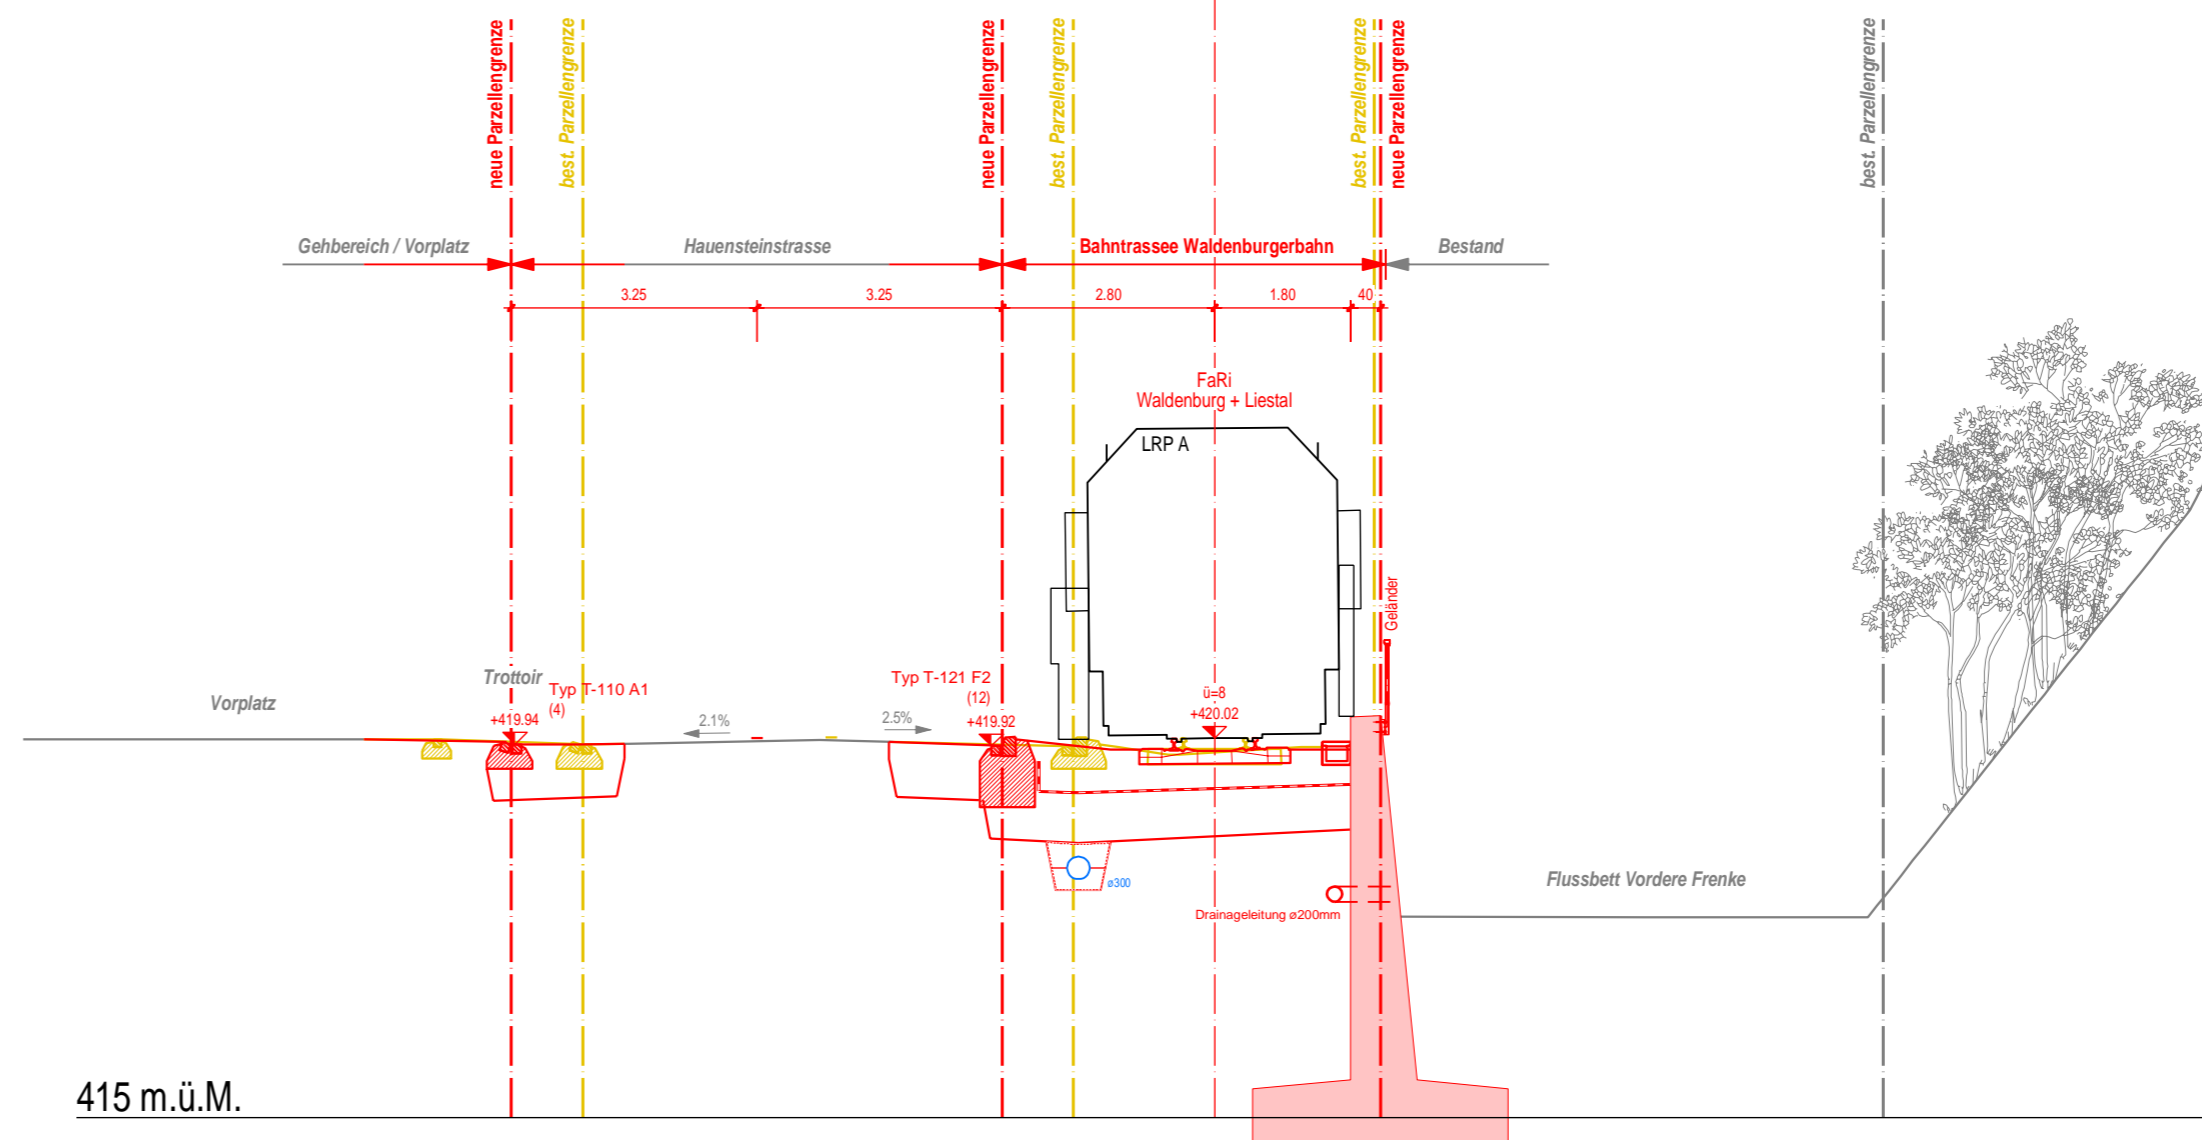 neue Parzellengrenze
best. Parzellengrenze
neue Parzellengrenze
best. Parzellengrenze
best. Parzellengrenze
neue Parzellengrenze
best. Parzellengrenze
Gehbereich / Vorplatz
Hauensteinstrasse
Bahntrassee Waldenburgerbahn
Bestand
3.25
3.25
2.80
1.80
40
FaRi
Waldenburg + Liestal
LRP A
Geländer
Vorplatz
Trottoir
Typ T-110 A1
(4)
+419.94
2.1%
2.5%
Typ T-121 F2
(12)
+419.92
ü=8
+420.02
ø300
Drainageleitung ø200mm
Flussbett Vordere Frenke
415 m.ü.M.